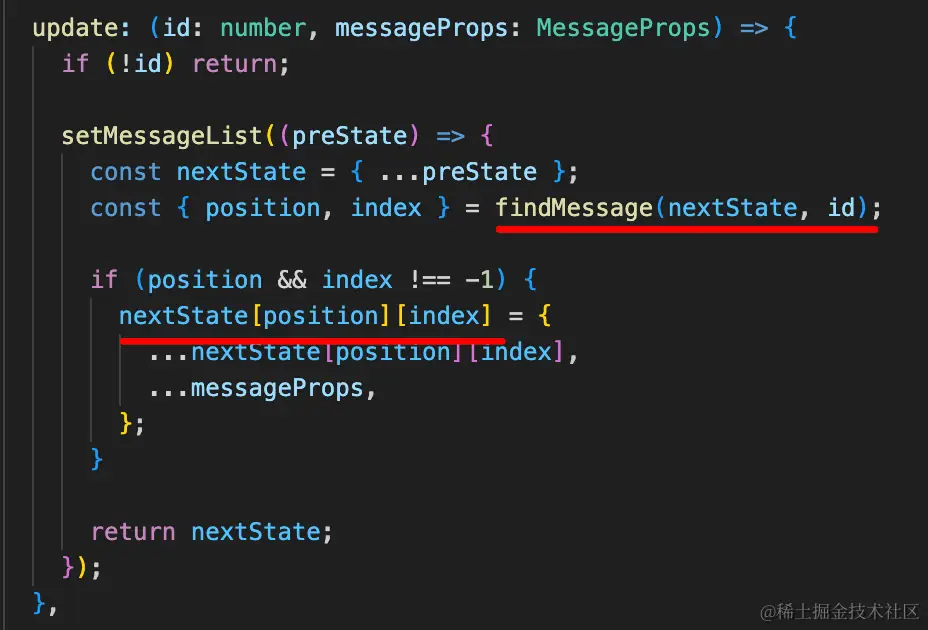 update: (id: number, messageProps: MessageProps) => {
if (!id) return;
setMessageList((preState) => {
const nextState = { ...preState };
const { position, index } = findMessage(nextState, id);
if (position && index !== -1) {
nextState[position][index] = {
...nextState[position][index],
...messageProps,
};
}
return nextState;
});
},
@稀土掘金技术社区